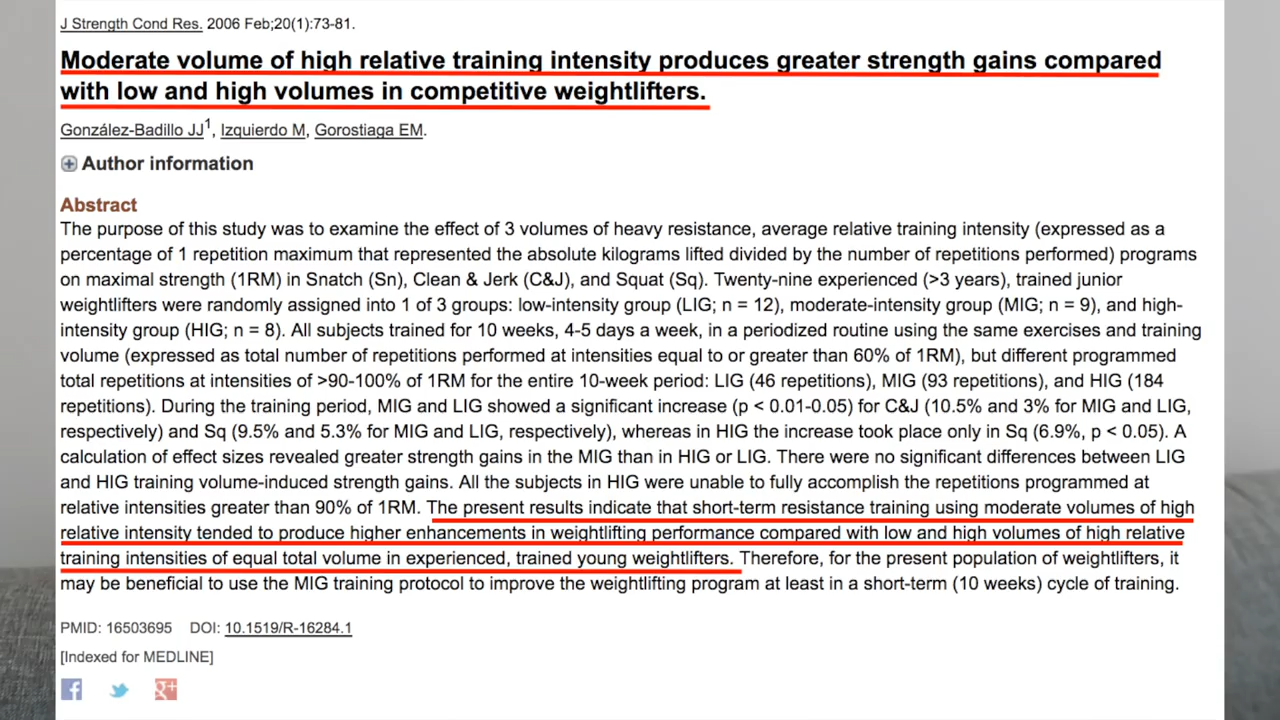 J Strength Cond Res. 2006 Feb;20(1):73-81.
Moderate volume of high relative training intensity produces greater strength gains compared
with low and high volumes in competitive weightlifters.
González-Badillo JJ1, Izquierdo M, Gorostiaga EM.
Author information
Abstract
The purpose of this study was to examine the effect of 3 volumes of heavy resistance, average relative training intensity (expressed as a
percentage of 1 repetition maximum that represented the absolute kilograms lifted divided by the number of repetitions performed) programs
on maximal strength (1RM) in Snatch (Sn), Clean & Jerk (C&J), and Squat (Sq). Twenty-nine experienced (>3 years), trained junior
weightlifters were randomly assigned into 1 of 3 groups: low-intensity group (LIG; n = 12), moderate-intensity group (MIG; n = 9), and high-
intensity group (HIG; n = 8). All subjects trained for 10 weeks, 4-5 days a week, in a periodized routine using the same exercises and training
volume (expressed as total number of repetitions performed at intensities equal to or greater than 60% of 1RM), but different programmed
total repetitions at intensities of >90-100% of 1RM for the entire 10-week period: LIG (46 repetitions), MIG (93 repetitions), and HIG (184
repetitions). During the training period, MIG and LIG showed a significant increase (p < 0.01-0.05) for C&J (10.5% and 3% for MIG and LIG,
respectively) and Sq (9.5% and 5.3% for MIG and LIG, respectively), whereas in HIG the increase took place only in Sq (6.9%, p < 0.05). A
calculation of effect sizes revealed greater strength gains in the MIG than in HIG or LIG. There were no significant differences between LIG
and HIG training volume-induced strength gains. All the subjects in HIG were unable to fully accomplish the repetitions programmed at
relative intensities greater than 90% of 1RM. The present results indicate that short-term resistance training using moderate volumes of high
relative intensity tended to produce higher enhancements in weightlifting performance compared with low and high volumes of high relative
training intensities of equal total volume in experienced, trained young weightlifters. Therefore, for the present population of weightlifters, it
may be beneficial to use the MIG training protocol to improve the weightlifting program at least in a short-term (10 weeks) cycle of training.
PMID: 16503695 DOI: 10.1519/R-16284.1
[Indexed for MEDLINE]